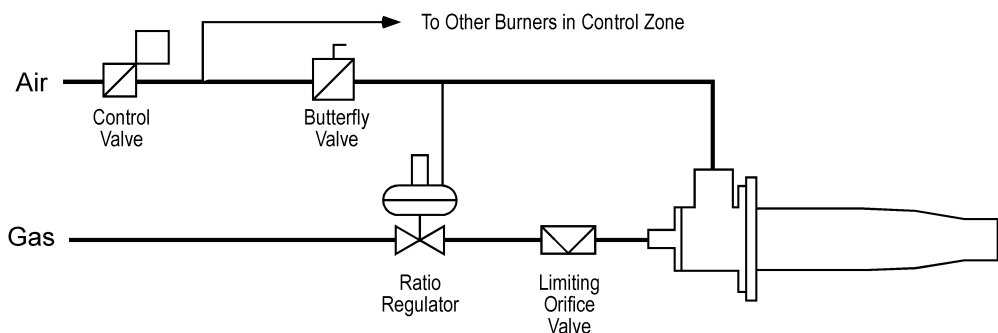 To Other Burners in Control Zone
Air
Control
Valve
Butterfly
Valve
Gas
Ratio
Regulator
Limiting
Orifice
Valve